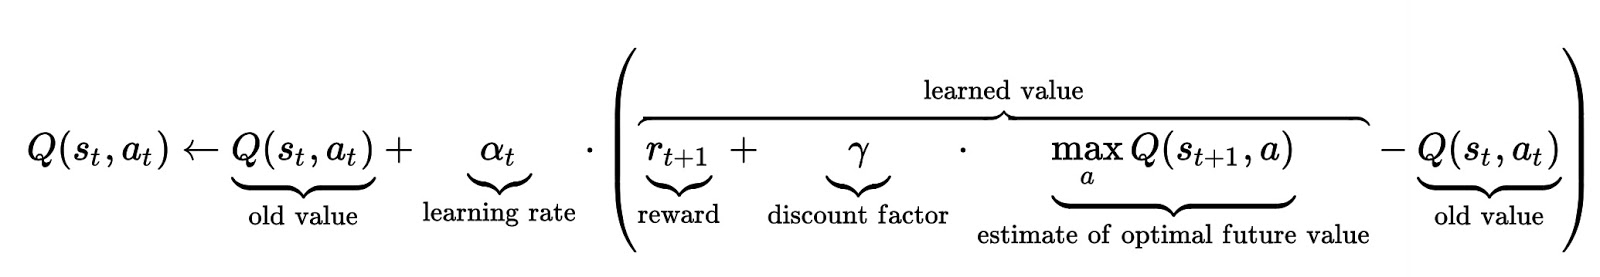 learned value
Q(s_t, a_t) ← Q(s_t, a_t) + α_t · ( r_{t+1} + γ · max_a Q(s_{t+1}, a) − Q(s_t, a_t) )
old value learning rate reward discount factor estimate of optimal future value old value